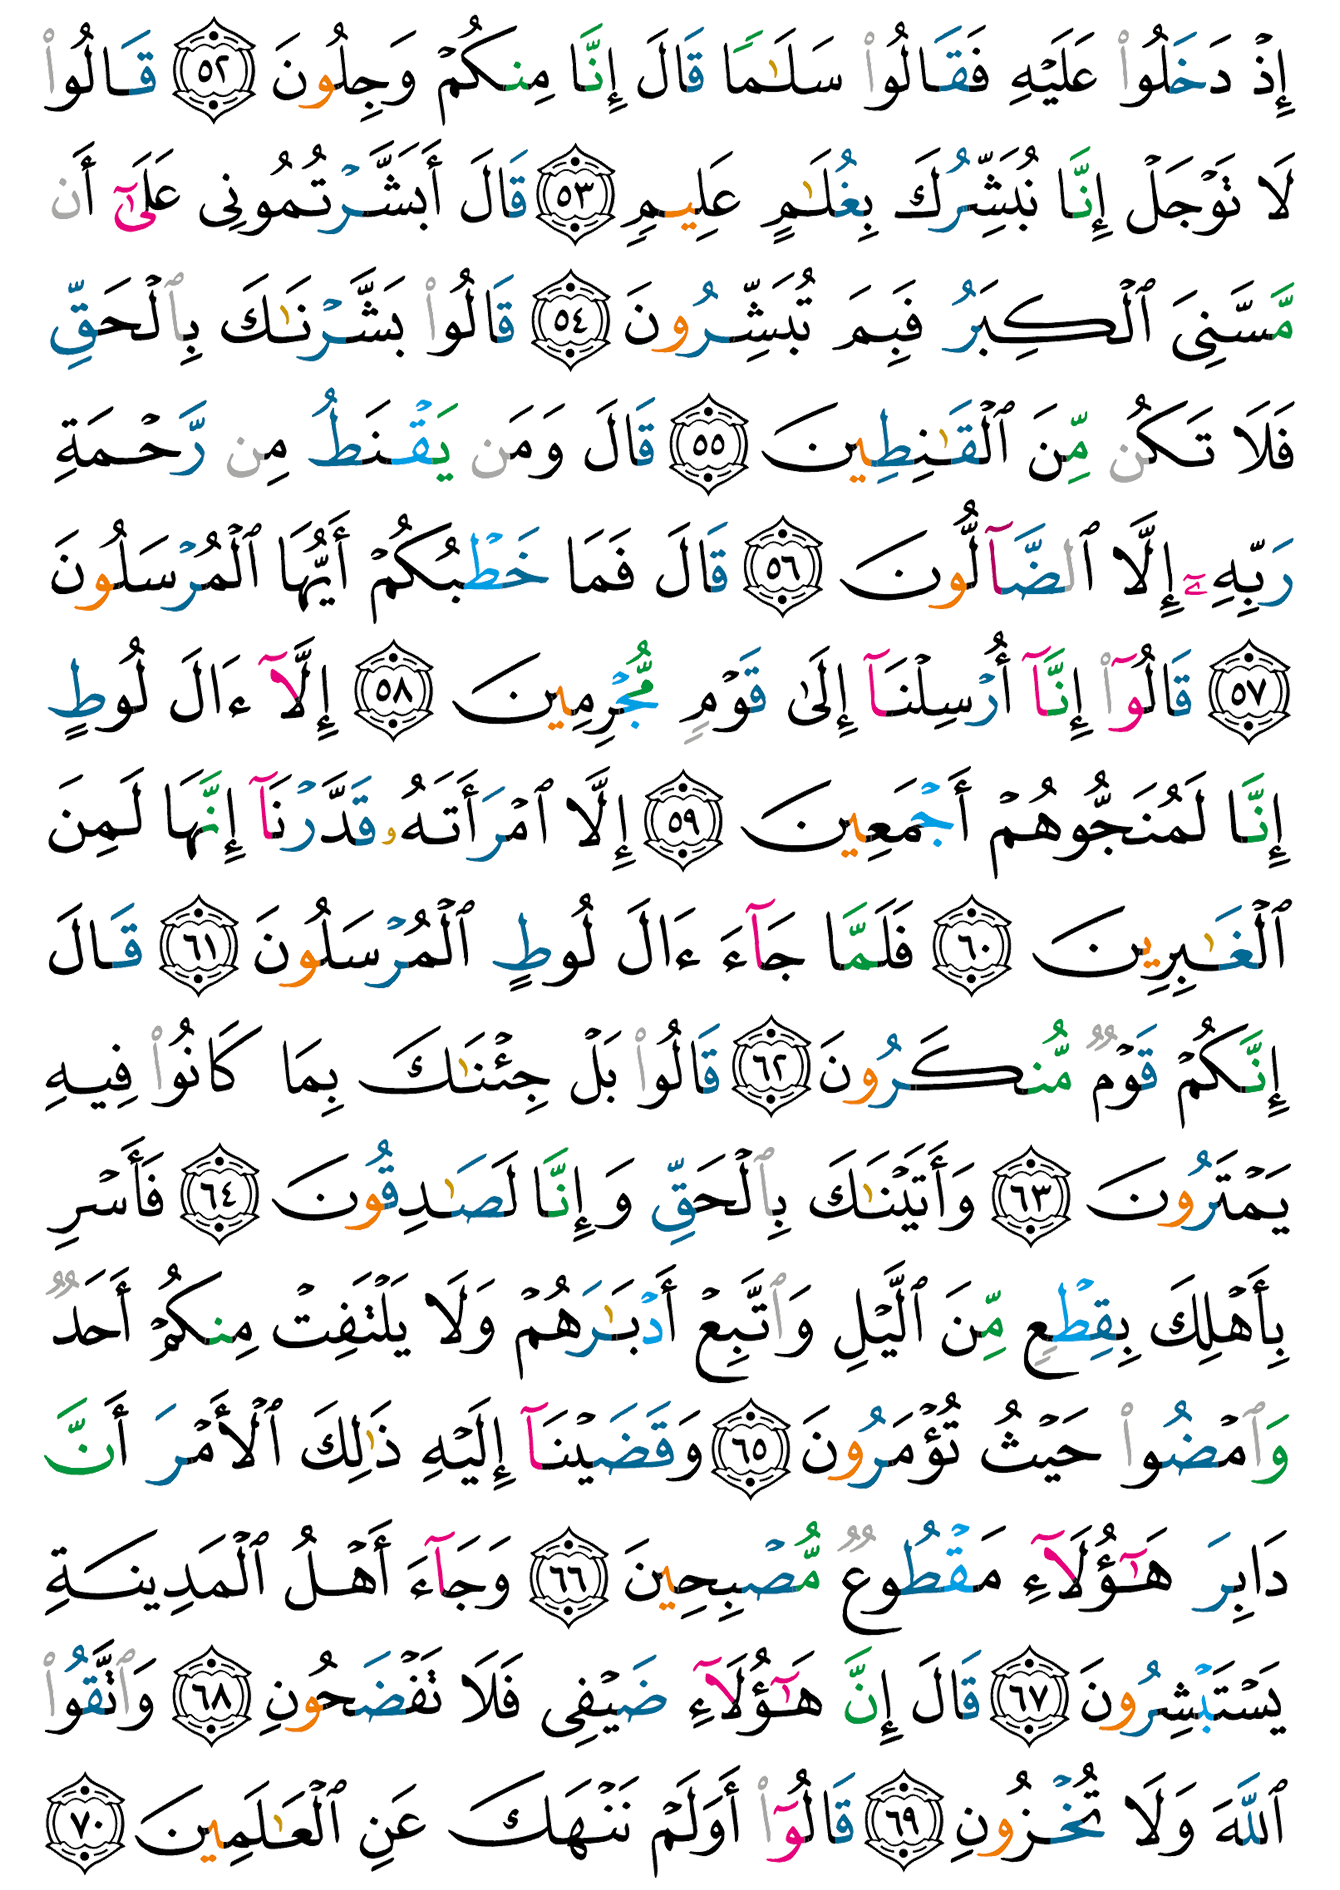 إِذْ دَخَلُوا۟ عَلَيْهِ فَقَالُوا۟ سَلَـٰمًا قَالَ إِنَّا مِنكُمْ وَجِلُونَ ٥٢ قَالُوا۟
لَا تَوْجَلْ إِنَّا نُبَشِّرُكَ بِغُلَـٰمٍ عَلِيمٍ ٥٣ قَالَ أَبَشَّرْتُمُونِى عَلَىٰٓ أَن
مَّسَّنِىَ ٱلْكِبَرُ فَبِمَ تُبَشِّرُونَ ٥٤ قَالُوا۟ بَشَّرْنَـٰكَ بِٱلْحَقِّ
فَلَا تَكُن مِّنَ ٱلْقَـٰنِطِينَ ٥٥ قَالَ وَمَن يَقْنَطُ مِن رَّحْمَةِ
رَبِّهِۦٓ إِلَّا ٱلضَّآلُّونَ ٥٦ قَالَ فَمَا خَطْبُكُمْ أَيُّهَا ٱلْمُرْسَلُونَ
٥٧ قَالُوٓا۟ إِنَّآ أُرْسِلْنَآ إِلَىٰ قَوْمٍ مُّجْرِمِينَ ٥٨ إِلَّآ ءَالَ لُوطٍ
إِنَّا لَمُنَجُّوهُمْ أَجْمَعِينَ ٥٩ إِلَّا ٱمْرَأَتَهُۥ قَدَّرْنَآ إِنَّهَا لَمِنَ
ٱلْغَـٰبِرِينَ ٦٠ فَلَمَّا جَآءَ ءَالَ لُوطٍ ٱلْمُرْسَلُونَ ٦١ قَالَ
إِنَّكُمْ قَوْمٌ مُّنكَرُونَ ٦٢ قَالُوا۟ بَلْ جِئْنَـٰكَ بِمَا كَانُوا۟ فِيهِ
يَمْتَرُونَ ٦٣ وَأَتَيْنَـٰكَ بِٱلْحَقِّ وَإِنَّا لَصَـٰدِقُونَ ٦٤ فَأَسْرِ
بِأَهْلِكَ بِقِطْعٍ مِّنَ ٱلَّيْلِ وَٱتَّبِعْ أَدْبَـٰرَهُمْ وَلَا يَلْتَفِتْ مِنكُمْ أَحَدٌ
وَٱمْضُوا۟ حَيْثُ تُؤْمَرُونَ ٦٥ وَقَضَيْنَآ إِلَيْهِ ذَٰلِكَ ٱلْأَمْرَ أَنَّ
دَابِرَ هَـٰٓؤُلَآءِ مَقْطُوعٌ مُّصْبِحِينَ ٦٦ وَجَآءَ أَهْلُ ٱلْمَدِينَةِ
يَسْتَبْشِرُونَ ٦٧ قَالَ إِنَّ هَـٰٓؤُلَآءِ ضَيْفِى فَلَا تَفْضَحُونِ ٦٨ وَٱتَّقُوا۟
ٱللَّهَ وَلَا تُخْزُونِ ٦٩ قَالُوٓا۟ أَوَلَمْ نَنْهَكَ عَنِ ٱلْعَـٰلَمِينَ ٧٠